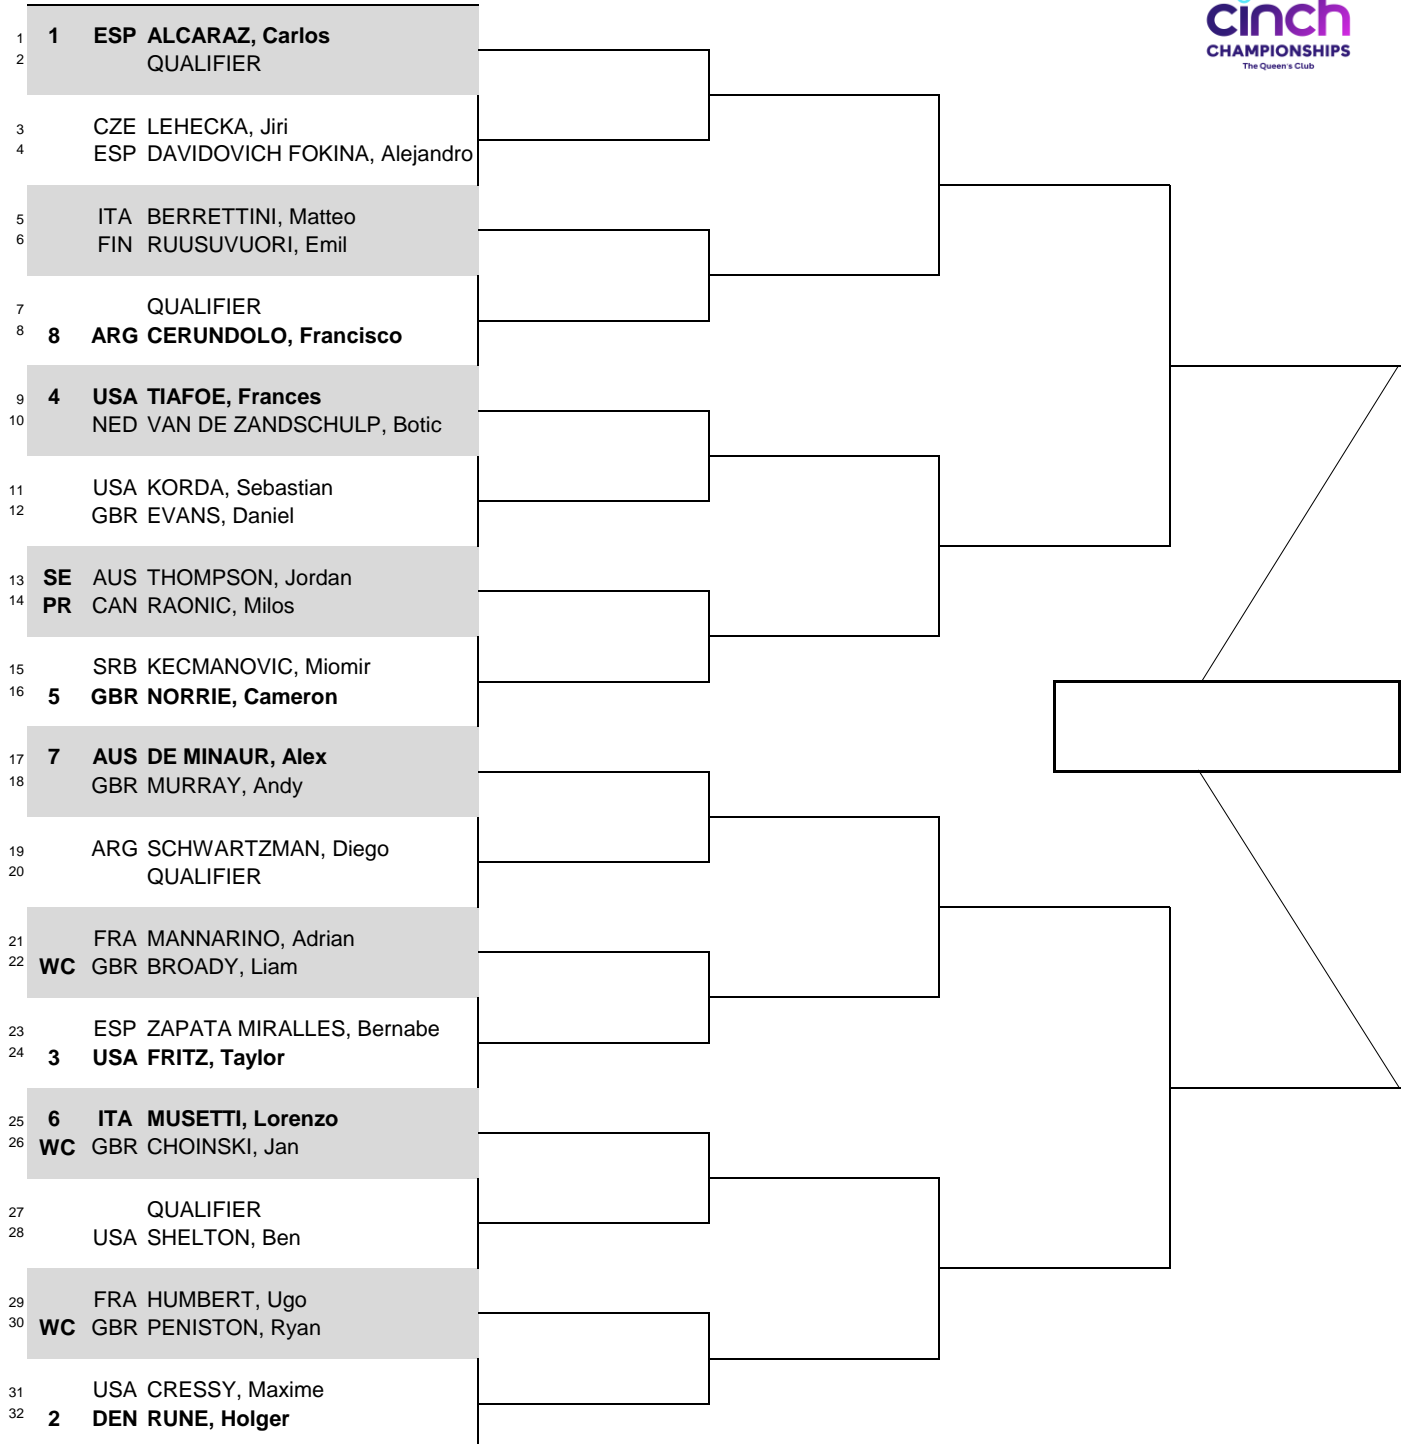 cinch
CHAMPIONSHIPS
The Queen's Club
1 1 ESP ALCARAZ, Carlos
2 QUALIFIER
3 CZE LEHECKA, Jiri
4 ESP DAVIDOVICH FOKINA, Alejandro
5 ITA BERRETTINI, Matteo
6 FIN RUUSUVUORI, Emil
7 QUALIFIER
8 8 ARG CERUNDOLO, Francisco
9 4 USA TIAFOE, Frances
10 NED VAN DE ZANDSCHULP, Botic
11 USA KORDA, Sebastian
12 GBR EVANS, Daniel
13 SE AUS THOMPSON, Jordan
14 PR CAN RAONIC, Milos
15 SRB KECMANOVIC, Miomir
16 5 GBR NORRIE, Cameron
17 7 AUS DE MINAUR, Alex
18 GBR MURRAY, Andy
19 ARG SCHWARTZMAN, Diego
20 QUALIFIER
21 FRA MANNARINO, Adrian
22 WC GBR BROADY, Liam
23 ESP ZAPATA MIRALLES, Bernabe
24 3 USA FRITZ, Taylor
25 6 ITA MUSETTI, Lorenzo
26 WC GBR CHOINSKI, Jan
27 QUALIFIER
28 USA SHELTON, Ben
29 FRA HUMBERT, Ugo
30 WC GBR PENISTON, Ryan
31 USA CRESSY, Maxime
32 2 DEN RUNE, Holger